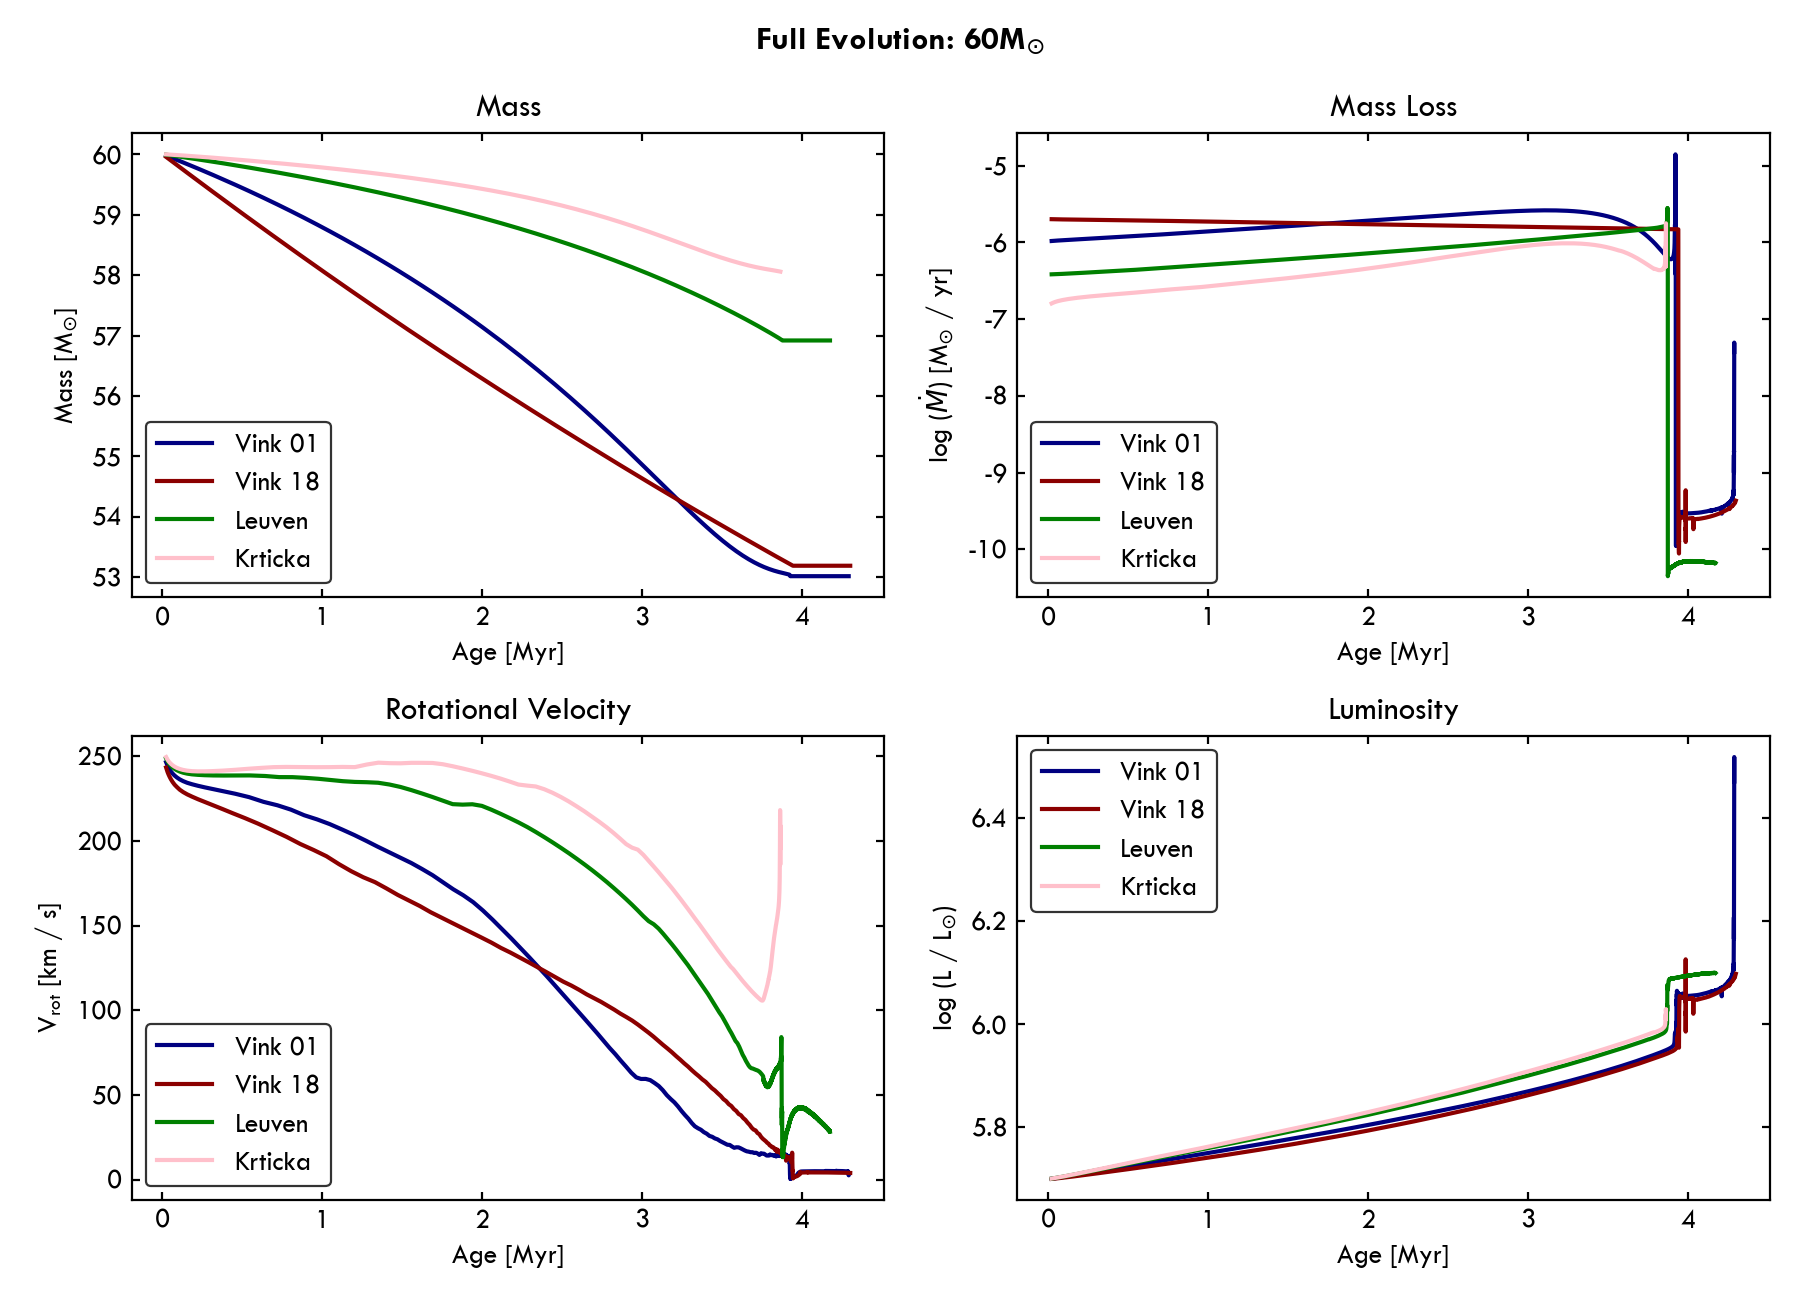 Full Evolution: 60M⊙
Mass
60
59
58
57
56
55
54
53
Mass [M⊙]
Vink 01
Vink 18
Leuven
Krticka
0 1 2 3 4
Age [Myr]
Mass Loss
-5
-6
-7
-8
-9
-10
log (Ṁ) [M⊙ / yr]
Vink 01
Vink 18
Leuven
Krticka
0 1 2 3 4
Age [Myr]
Rotational Velocity
250
200
150
100
50
0
Vrot [km / s]
Vink 01
Vink 18
Leuven
Krticka
0 1 2 3 4
Age [Myr]
Luminosity
6.4
6.2
6.0
5.8
log (L / L⊙)
Vink 01
Vink 18
Leuven
Krticka
0 1 2 3 4
Age [Myr]